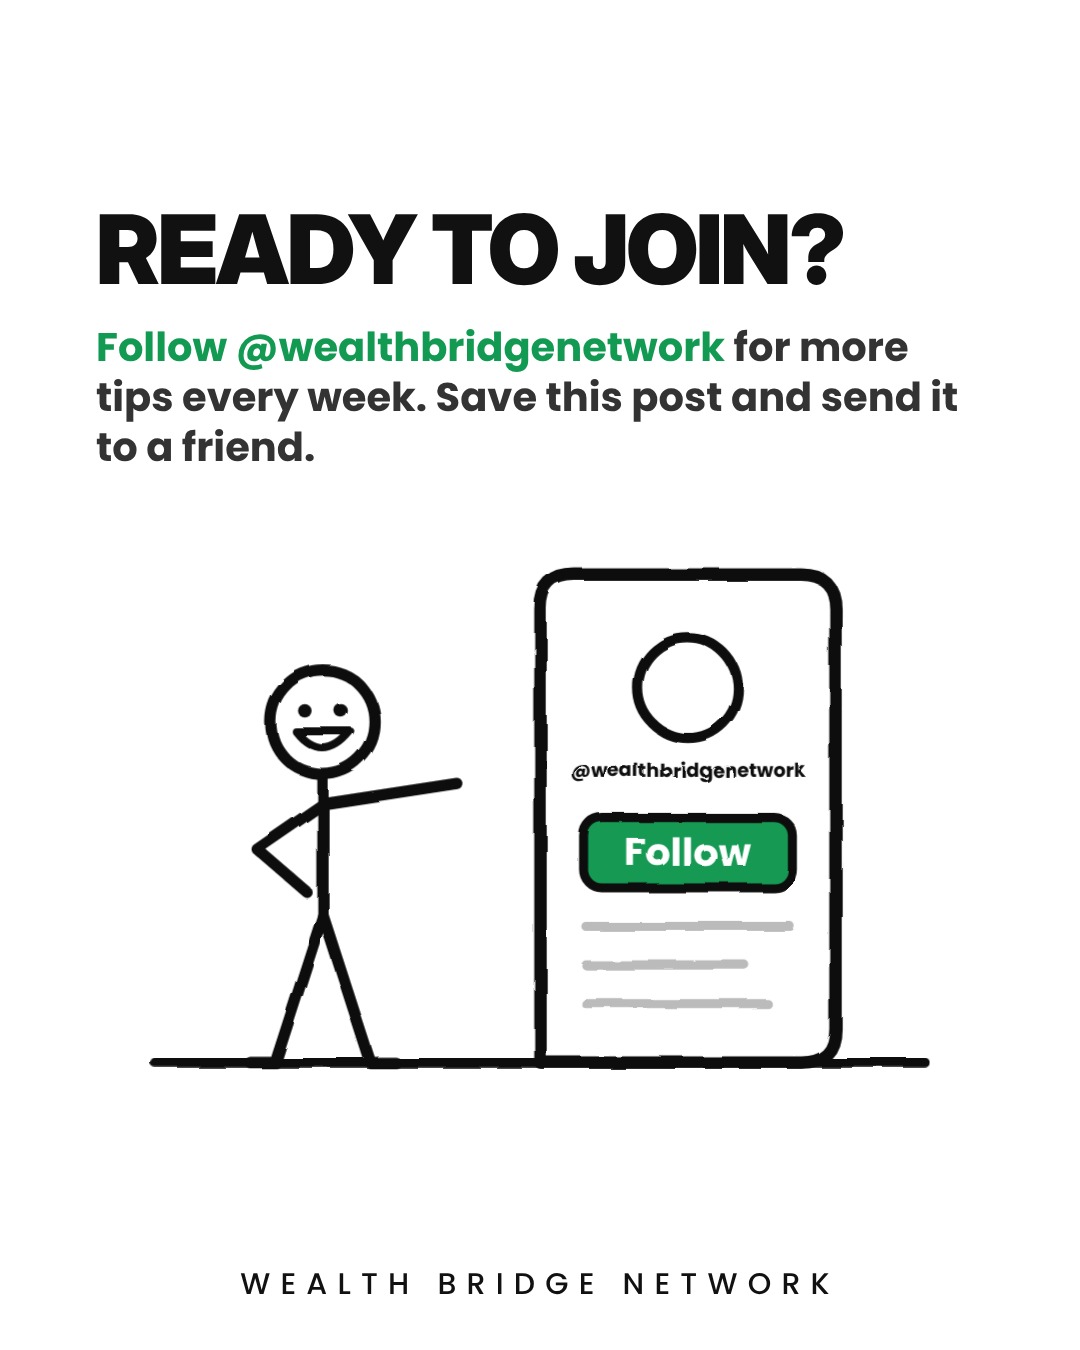 READY TO JOIN?
Follow @wealthbridgenetwork for more
tips every week. Save this post and send it
to a friend.
@wealthbridgenetwork
Follow
WEALTH BRIDGE NETWORK